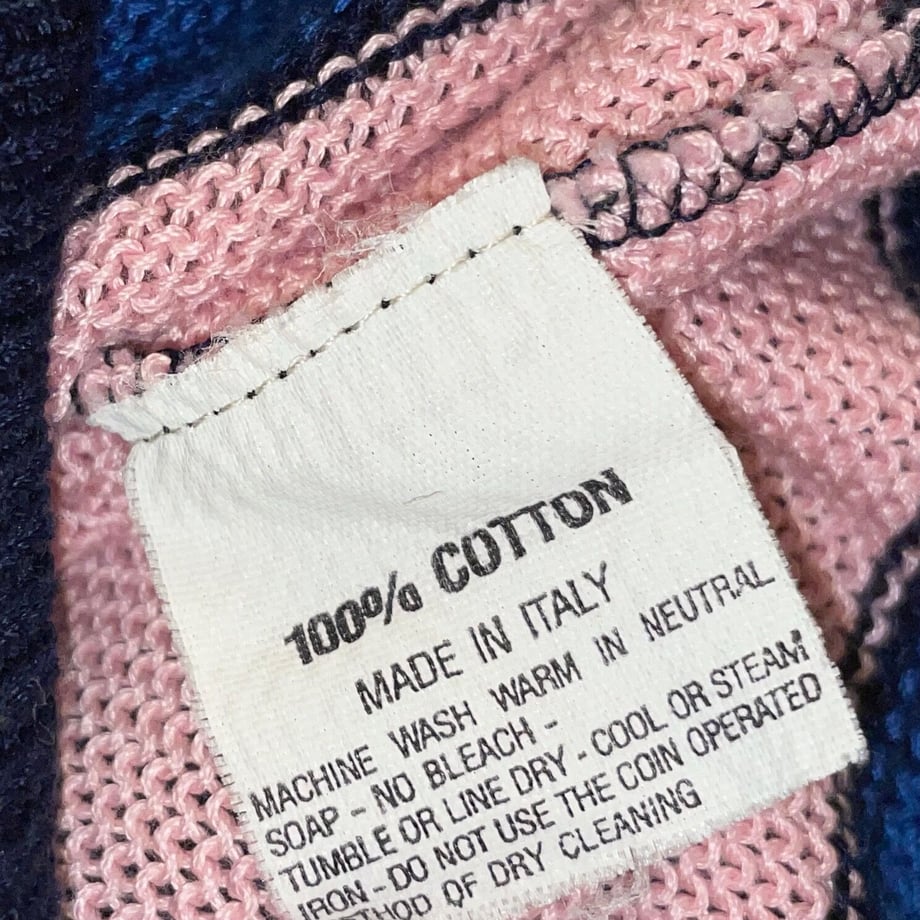 100% COTTON
MADE IN ITALY
MACHINE WASH WARM IN NEUTRAL
SOAP - NO BLEACH -
TUMBLE OR LINE DRY - COOL OR STEAM
IRON - DO NOT USE THE COIN OPERATED
METHOD OF DRY CLEANING